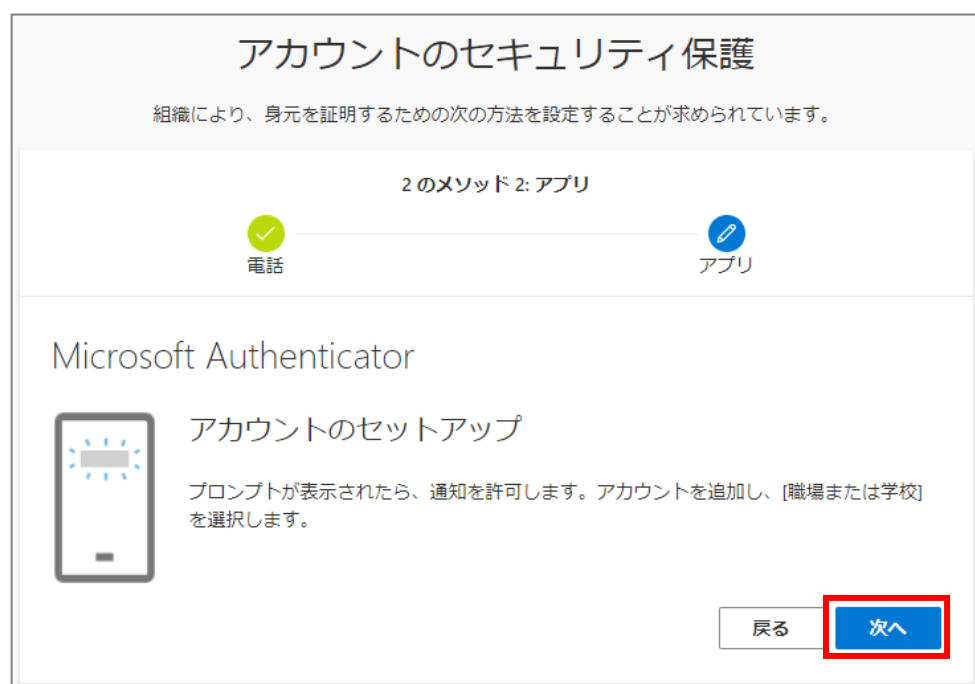 アカウントのセキュリティ保護
組織により、身元を証明するための次の方法を設定することが求められています。
2 のメソッド 2: アプリ
電話
アプリ
Microsoft Authenticator
アカウントのセットアップ
プロンプトが表示されたら、通知を許可します。アカウントを追加し、[職場または学校]
を選択します。
戻る
次へ